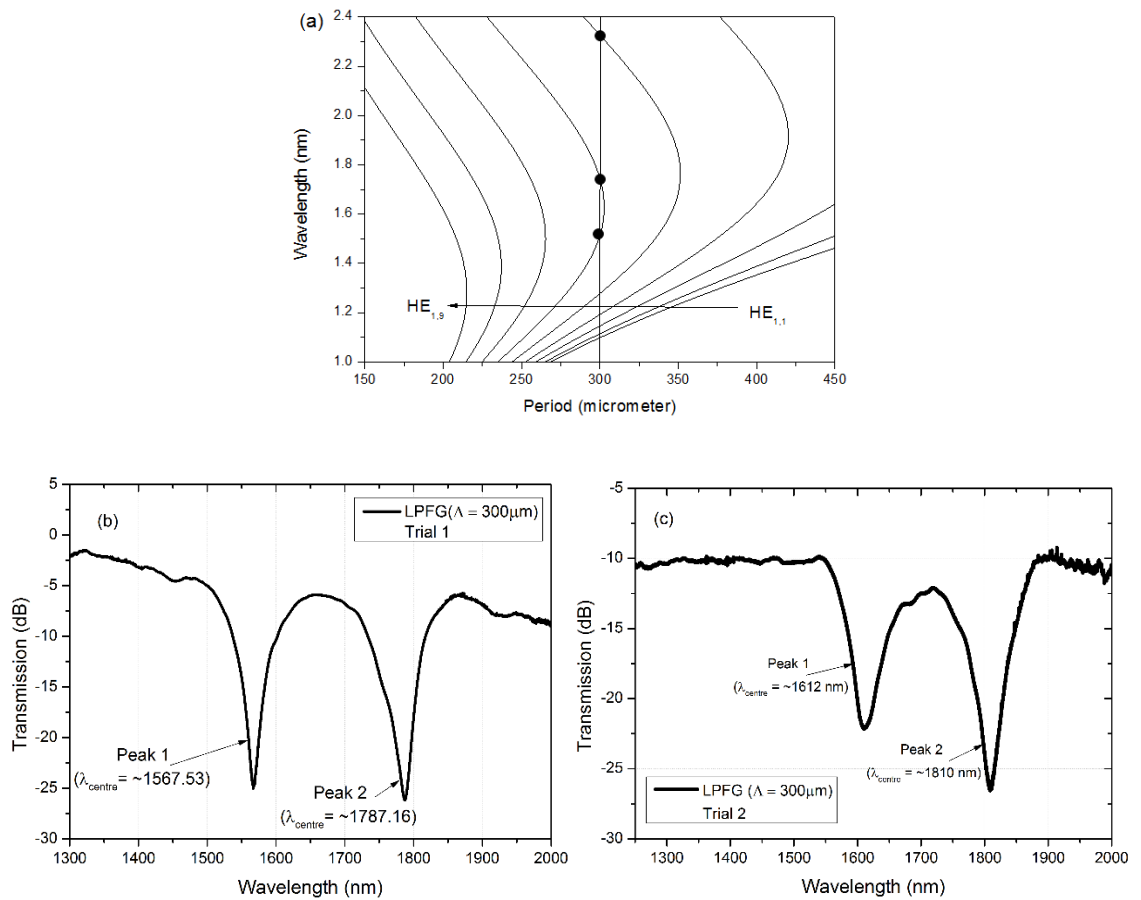 (a)
Wavelength (nm)
2.4
2.2
2.0
1.8
1.6
1.4
1.2
1.0
HE1,9
HE1,1
150 200 250 300 350 400 450
Period (micrometer)
(b)
Transmission (dB)
5
0
-5
-10
-15
-20
-25
-30
LPFG(Λ = 300μm)
Trial 1
Peak 1
(λcentre= ~1567.53)
Peak 2
(λcentre= ~1787.16)
1300 1400 1500 1600 1700 1800 1900 2000
Wavelength (nm)
(c)
Transmission (dB)
-5
-10
-15
-20
-25
-30
Peak 1
(λcentre = ~1612 nm)
Peak 2
(λcentre = ~1810 nm)
LPFG (Λ = 300μm)
Trial 2
1300 1400 1500 1600 1700 1800 1900 2000
Wavelength (nm)